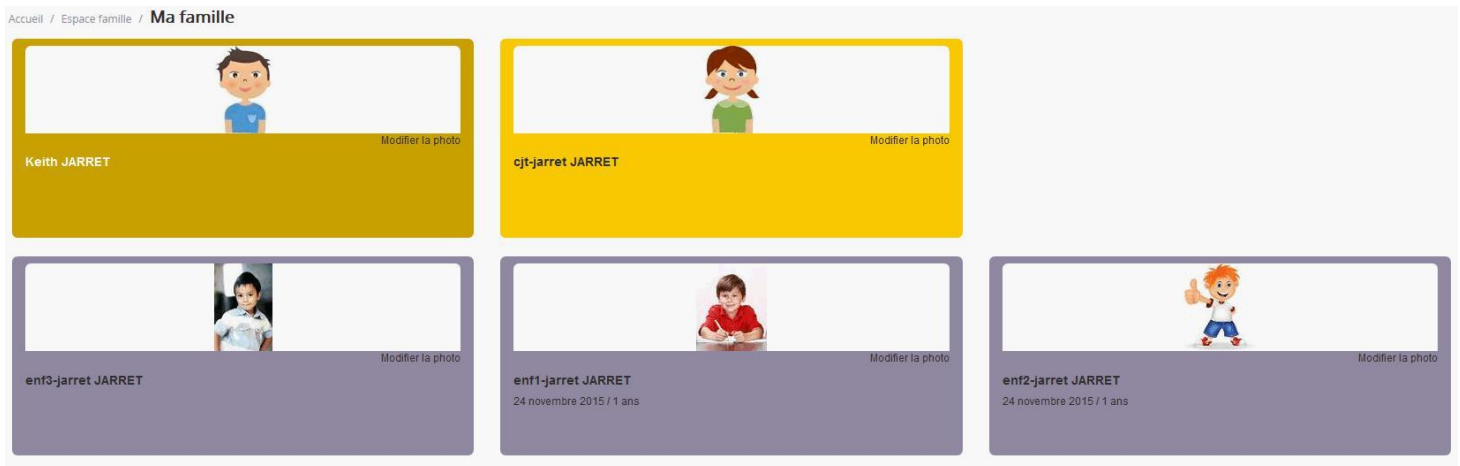 Accueil / Espace famille / Ma famille
Modifier la photo
Keith JARRET
Modifier la photo
cjt-jarret JARRET
Modifier la photo
enf3-jarret JARRET
Modifier la photo
enf1-jarret JARRET
24 novembre 2015 / 1 ans
Modifier la photo
enf2-jarret JARRET
24 novembre 2015 / 1 ans